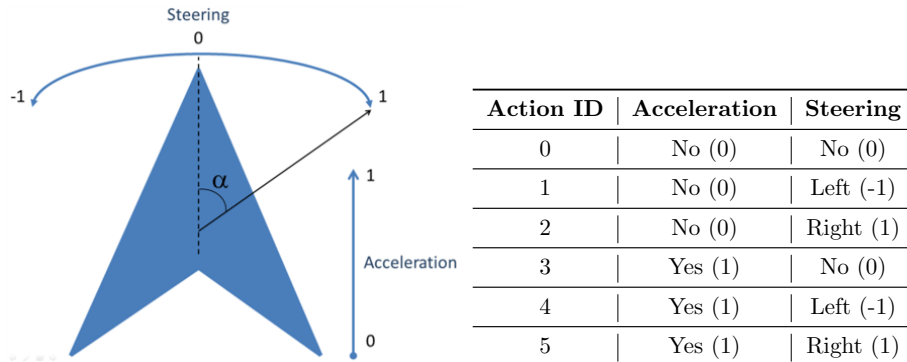 Steering
0
-1
1
α
1
Acceleration
0
Action ID | Acceleration | Steering
0 | No (0) | No (0)
1 | No (0) | Left (-1)
2 | No (0) | Right (1)
3 | Yes (1) | No (0)
4 | Yes (1) | Left (-1)
5 | Yes (1) | Right (1)